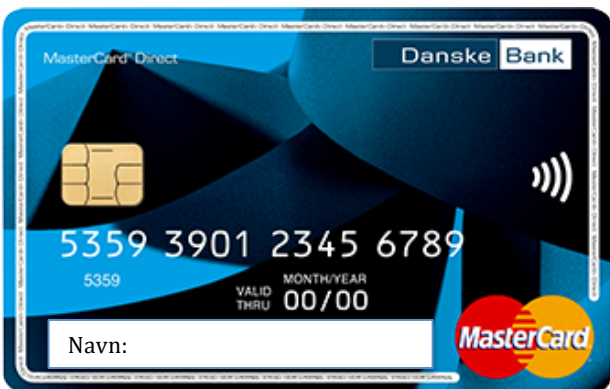 MasterCard® Direct
Danske Bank
5359 3901 2345 6789
5359
MONTH/YEAR
VALID THRU 00/00
Navn:
MasterCard